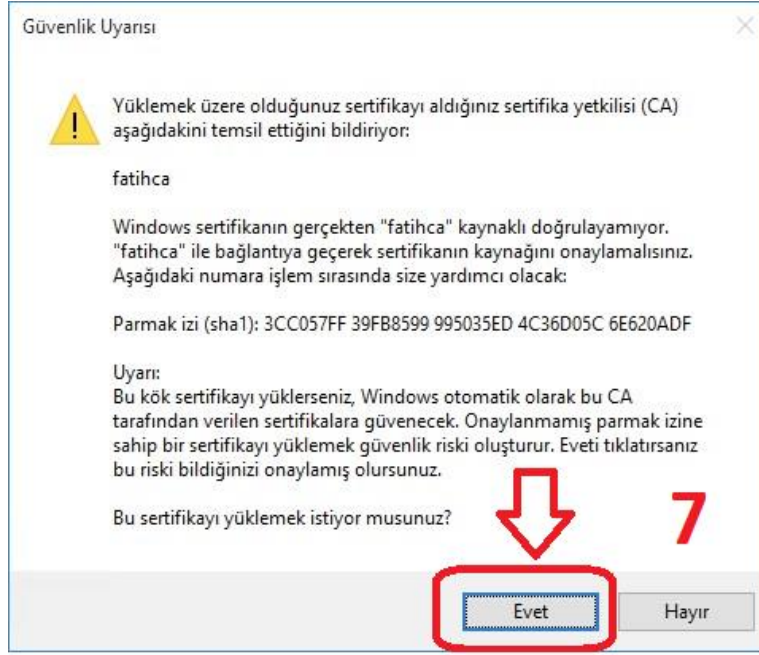 Güvenlik Uyarısı
Yüklemek üzere olduğunuz sertifikayı aldığınız sertifika yetkilisi (CA)
aşağıdakini temsil ettiğini bildiriyor:
fatihca
Windows sertifikanın gerçekten "fatihca" kaynaklı doğrulayamıyor.
"fatihca" ile bağlantıya geçerek sertifikanın kaynağını onaylamalısınız.
Aşağıdaki numara işlem sırasında size yardımcı olacak:
Parmak izi (sha1): 3CC057FF 39FB8599 995035ED 4C36D05C 6E620ADF
Uyarı:
Bu kök sertifikayı yüklerseniz, Windows otomatik olarak bu CA
tarafından verilen sertifikalara güvenecek. Onaylanmamış parmak izine
sahip bir sertifikayı yüklemek güvenlik riski oluşturur. Eveti tıklatırsanız
bu riski bildiğinizi onaylamış olursunuz.
Bu sertifikayı yüklemek istiyor musunuz?
7
Evet
Hayır